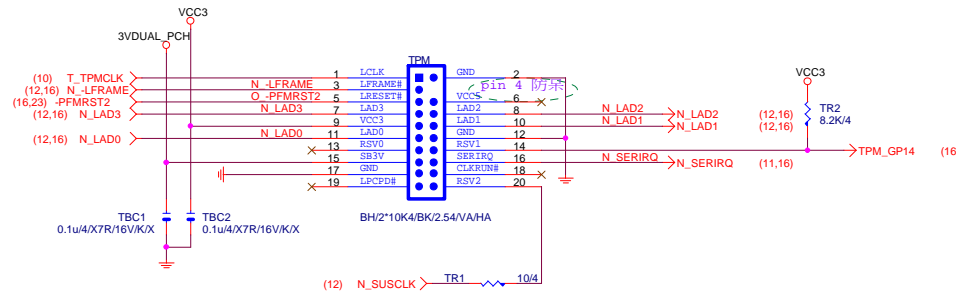 VCC3
3VDUAL_PCH
VCC3
TPM
(10) T_TPMCLK 1 LCLK GND 2
pin 4 防呆
(12,16) N_-LFRAME N_-LFRAME 3 LFRAME#
(16,23) -PFMRST2 O_-PFMRST2 5 LRESET# VCC5 6
(12,16) N_LAD3 N_LAD3 7 LAD3 LAD2 8 N_LAD2 N_LAD2 (12,16)
9 VCC3 LAD1 10 N_LAD1 N_LAD1 (12,16)
TR2
8.2K/4
(12,16) N_LAD0 N_LAD0 11 LAD0 GND 12
13 RSV0 RSV1 14 TPM_GP14 (16
15 SB3V SERIRQ 16 N_SERIRQ N_SERIRQ (11,16)
17 GND CLKRUN# 18
19 LPCPD# RSV2 20
TBC1
0.1u/4/X7R/16V/K/X
TBC2
0.1u/4/X7R/16V/K/X
BH/2*10K4/BK/2.54/VA/HA
(12) N_SUSCLK TR1 10/4